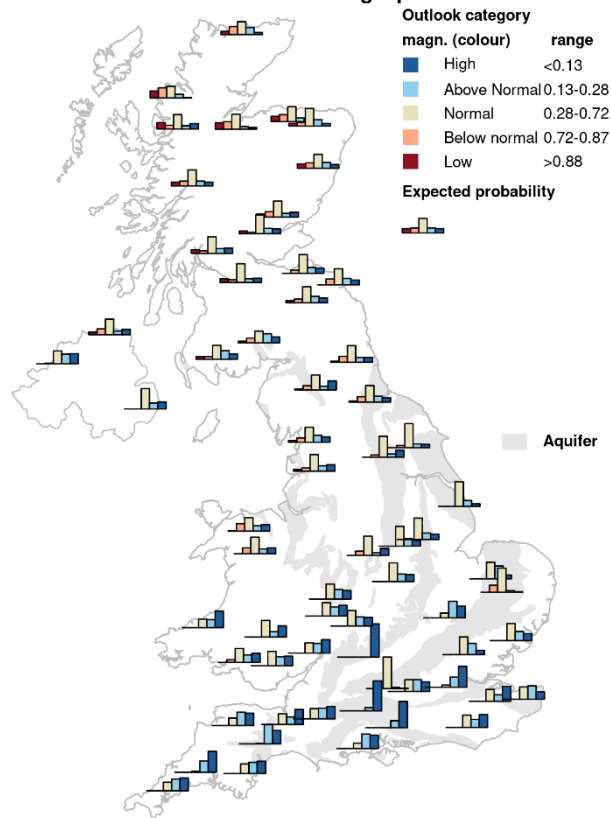 Outlook category
magn. (colour) range
High <0.13
Above Normal 0.13-0.28
Normal 0.28-0.72
Below normal 0.72-0.87
Low >0.88
Expected probability
Aquifer